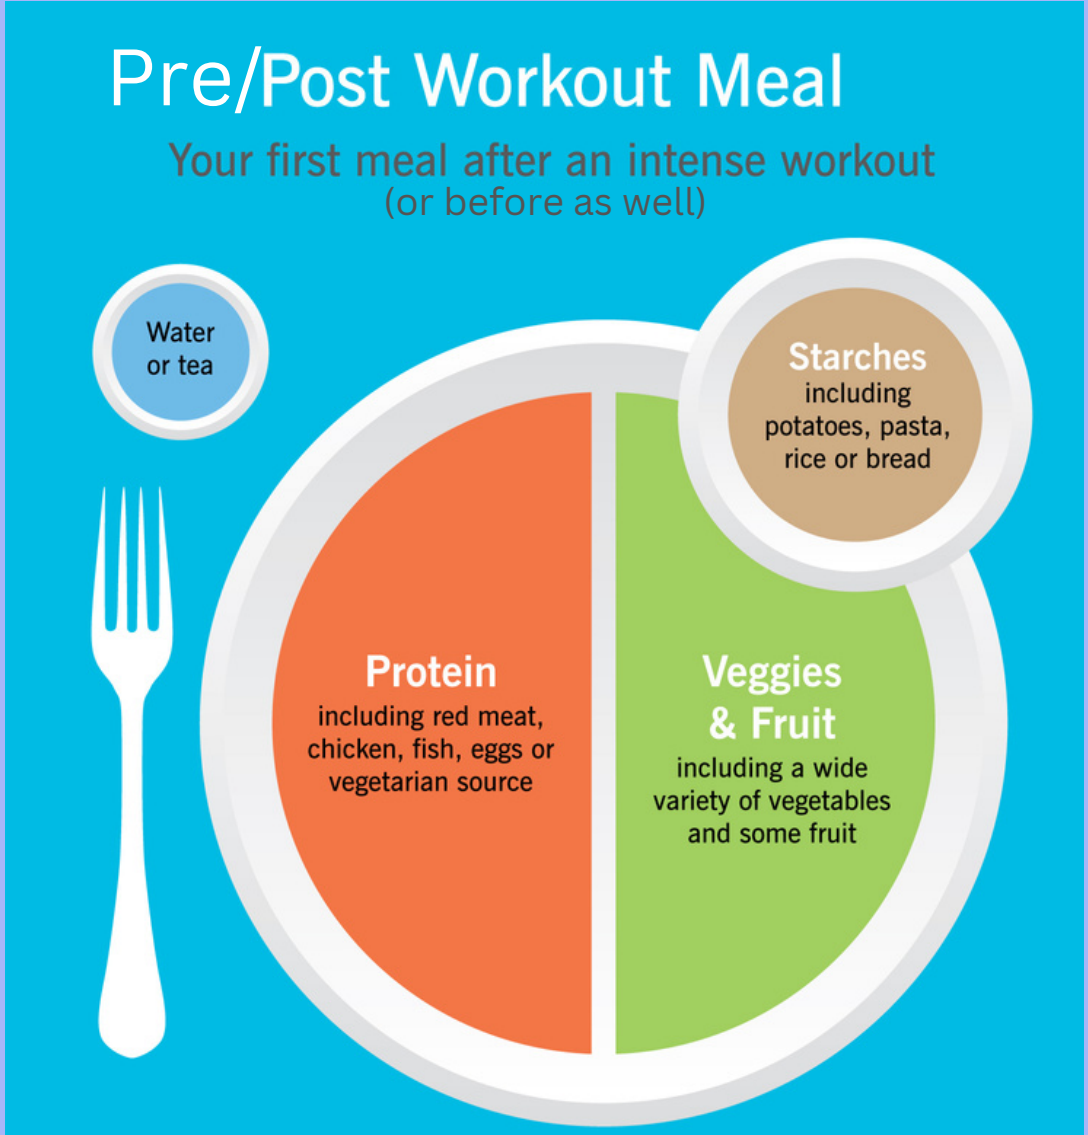 Pre/Post Workout Meal
Your first meal after an intense workout
(or before as well)
Water
or tea
Starches
including
potatoes, pasta,
rice or bread
Protein
including red meat,
chicken, fish, eggs or
vegetarian source
Veggies
& Fruit
including a wide
variety of vegetables
and some fruit